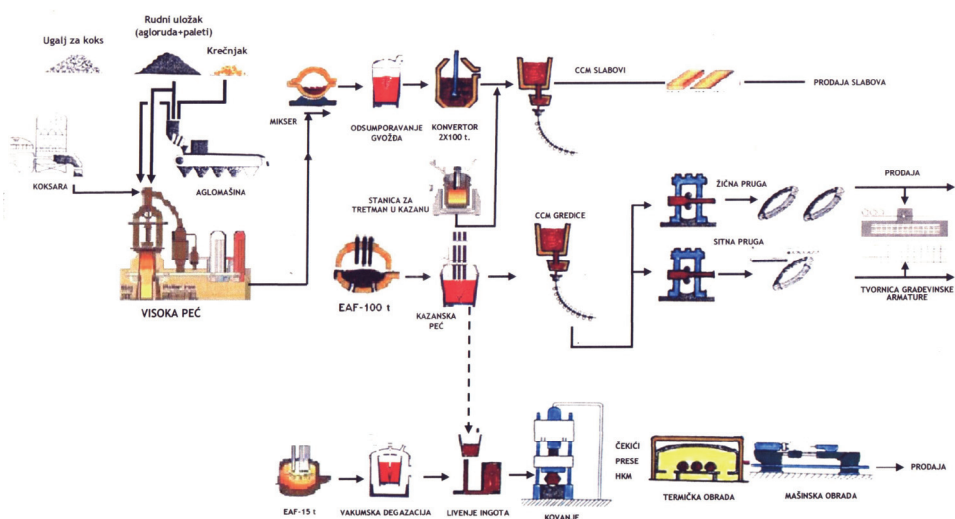 Rudni uložak
(agloruda+paleti)
Ugalj za koks
Krečnjak
MIKSER
ODSUMPORAVANJE
GVOŽĐA
KONVERTOR
2X100 t.
CCM SLABOVI
PRODAJA SLABOVA
KOKSARA
AGLOMAŠINA
STANICA ZA
TRETMAN U KAZANU
CCM GREDICE
ŽIČNA PRUGA
PRODAJA
SITNA PRUGA
TVORNICA GRAĐEVINSKE
ARMATURE
VISOKA PEĆ
EAF-100 t
KAZANSKA
PEĆ
ČEKIĆI
PRESE
HKM
EAF-15 t
VAKUMSKA DEGAZACIJA
LIVENJE INGOTA
KOVANJE
TERMIČKA OBRADA
MAŠINSKA OBRADA
PRODAJA